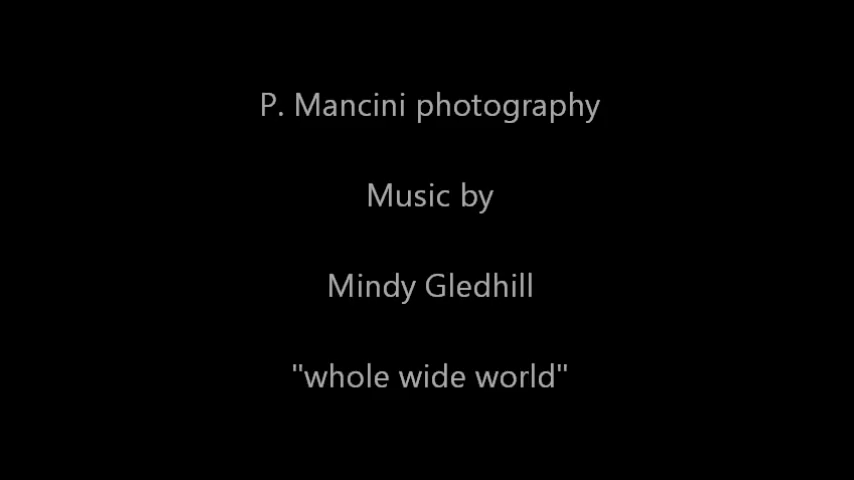 P. Mancini photography
Music by
Mindy Gledhill
"whole wide world"